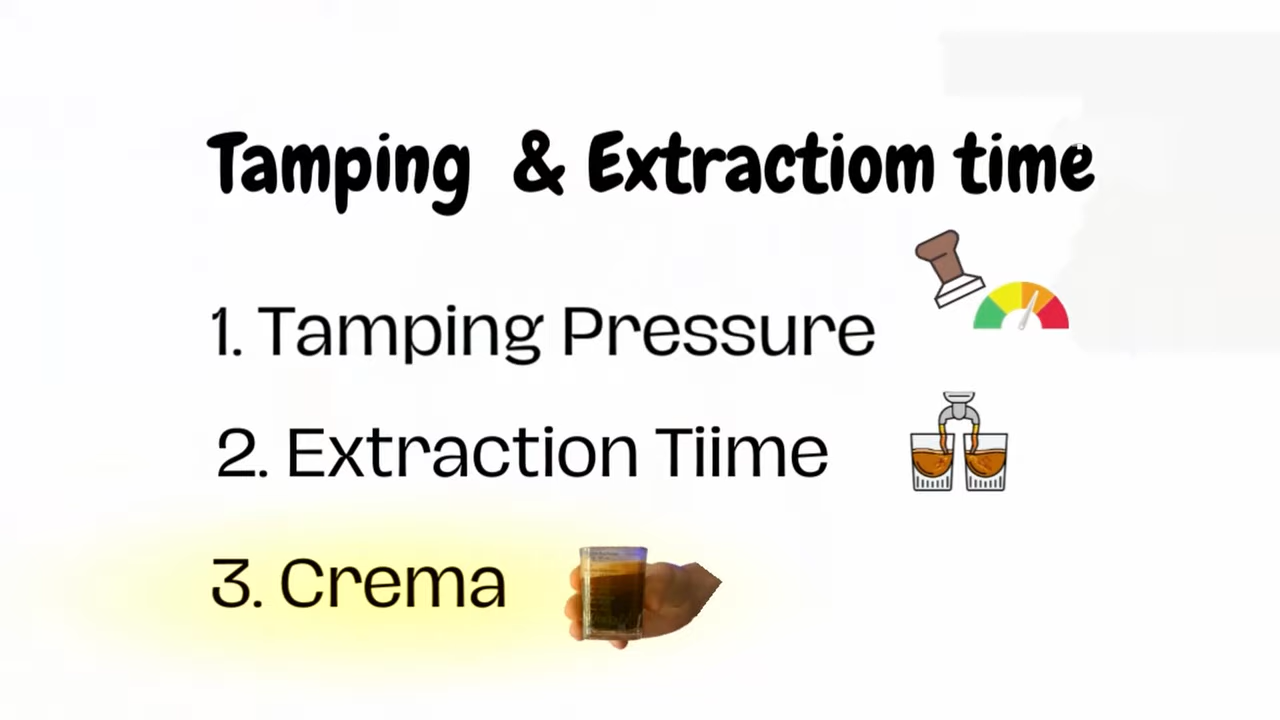 Tamping & Extractiom time
1. Tamping Pressure
2. Extraction Tiime
3. Crema